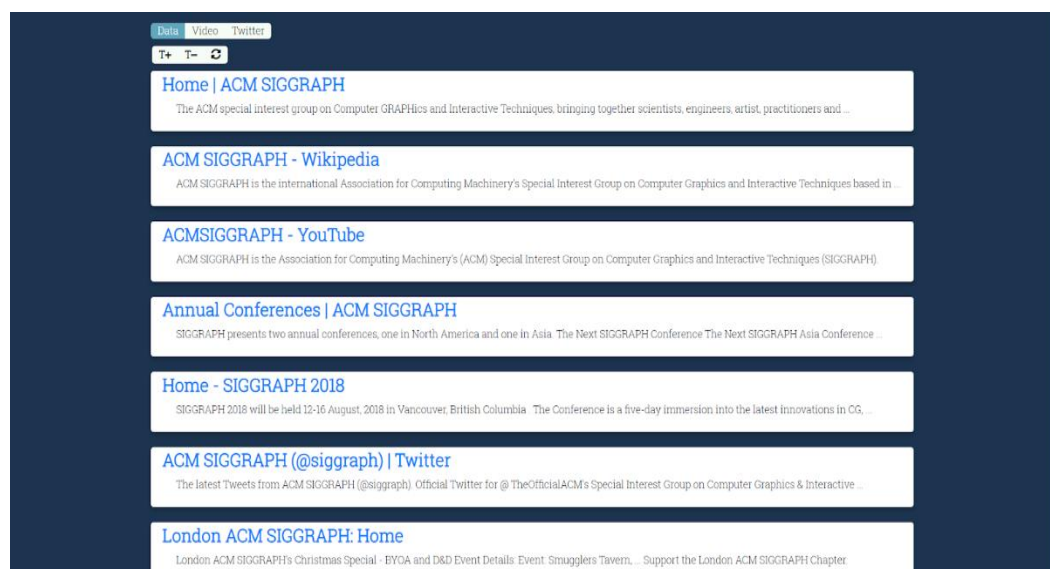 Data Video Twitter
T+ T-
Home | ACM SIGGRAPH
The ACM special interest group on Computer GRAPHics and Interactive Techniques, bringing together scientists, engineers, artist, practitioners and ...
ACM SIGGRAPH - Wikipedia
ACM SIGGRAPH is the international Association for Computing Machinery's Special Interest Group on Computer Graphics and Interactive Techniques based in ...
ACMSIGGRAPH - YouTube
ACM SIGGRAPH is the Association for Computing Machinery's (ACM) Special Interest Group on Computer Graphics and Interactive Techniques (SIGGRAPH).
Annual Conferences | ACM SIGGRAPH
SIGGRAPH presents two annual conferences, one in North America and one in Asia. The Next SIGGRAPH Conference The Next SIGGRAPH Asia Conference ...
Home - SIGGRAPH 2018
SIGGRAPH 2018 will be held 12-16 August, 2018 in Vancouver, British Columbia. The Conference is a five-day immersion into the latest innovations in CG, ...
ACM SIGGRAPH (@siggraph) | Twitter
The latest Tweets from ACM SIGGRAPH (@siggraph). Official Twitter for @ TheOfficialACM's Special Interest Group on Computer Graphics & Interactive ...
London ACM SIGGRAPH: Home
London ACM SIGGRAPH's Christmas Special - BYOA and D&D Event Details: Event. Smugglers Tavern, ... Support the London ACM SIGGRAPH Chapter.